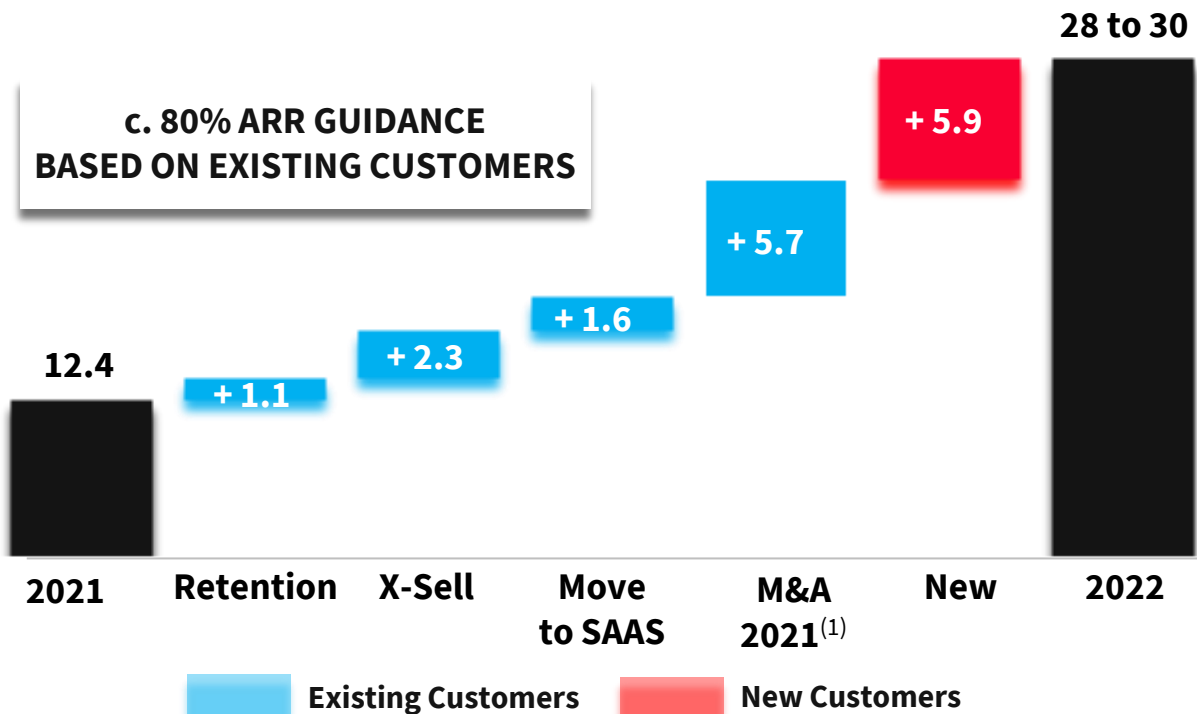 28 to 30
c. 80% ARR GUIDANCE
BASED ON EXISTING CUSTOMERS
+ 5.9
+ 5.7
+ 1.6
+ 2.3
12.4
+ 1.1
2021
Retention
X-Sell
Move
to SAAS
M&A
2021(1)
New
2022
Existing Customers
New Customers